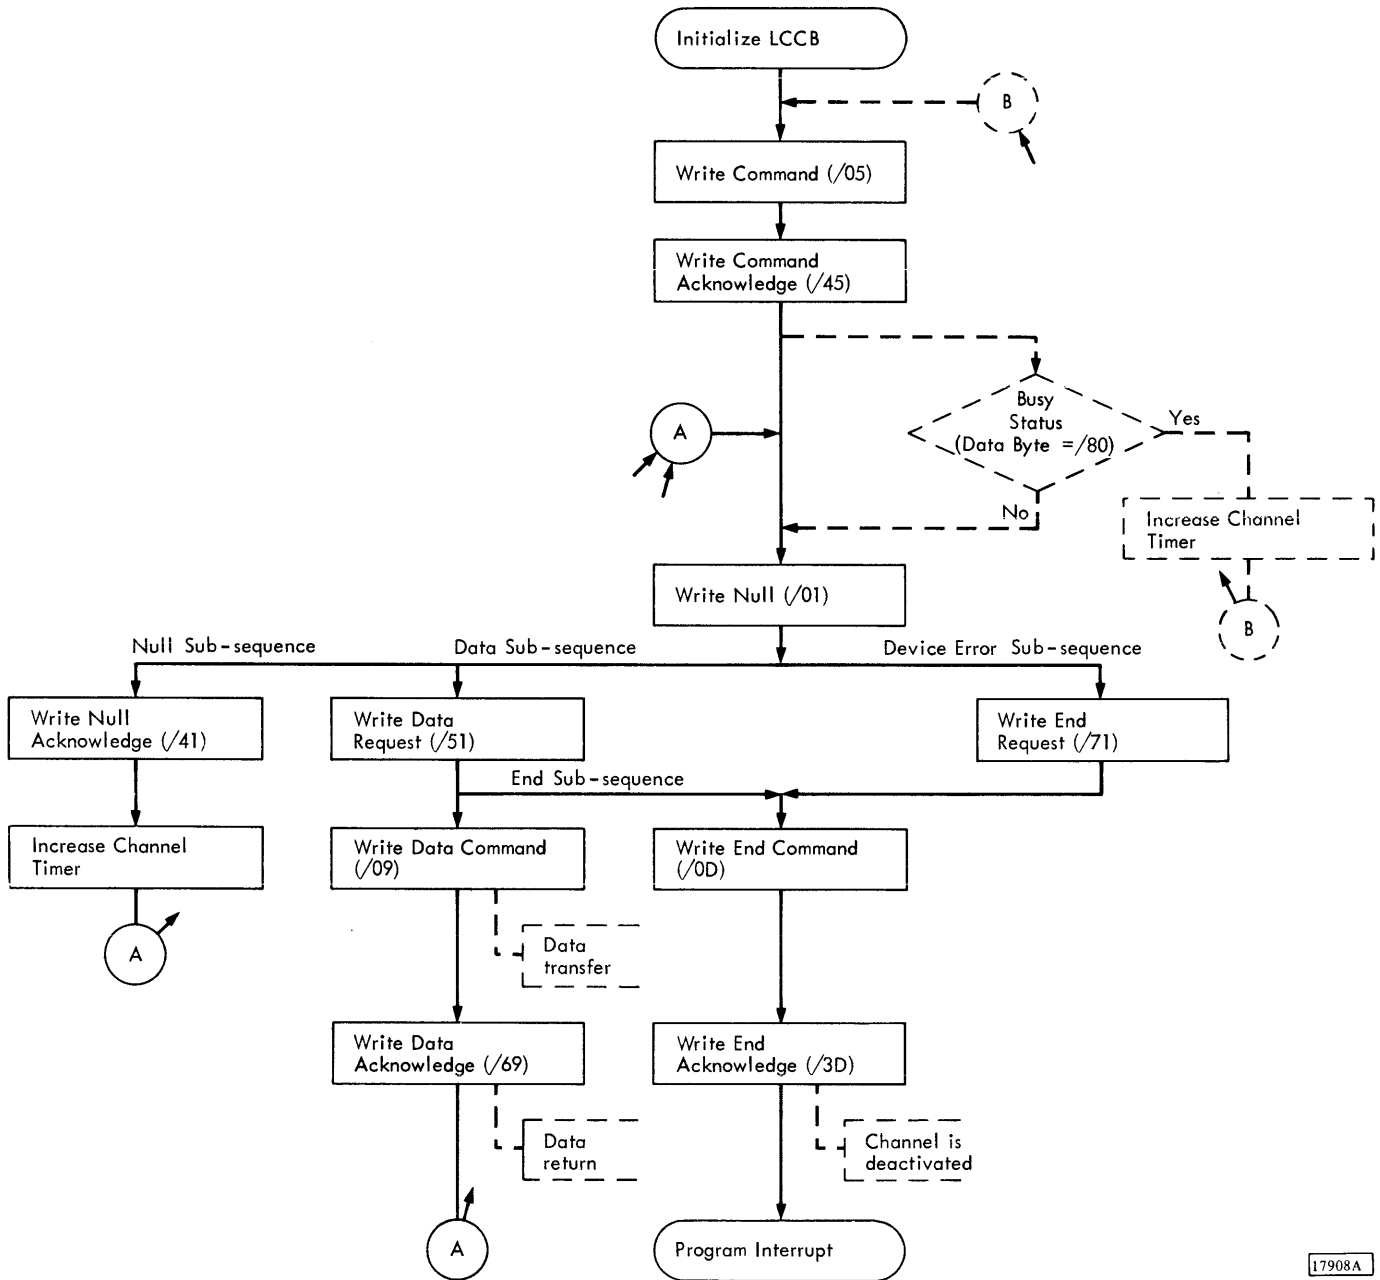 Initialize LCCB
B
Write Command (/05)
Write Command
Acknowledge (/45)
Busy
Status
(Data Byte =/80)
Yes
A
No
Increase Channel
Timer
Write Null (/01)
B
Null Sub-sequence
Data Sub-sequence
Device Error Sub-sequence
Write Null
Acknowledge (/41)
Write Data
Request (/51)
Write End
Request (/71)
End Sub-sequence
Increase Channel
Timer
Write Data Command
(/09)
Write End Command
(/0D)
A
Data
transfer
Write Data
Acknowledge (/69)
Write End
Acknowledge (/3D)
Data
return
Channel is
deactivated
A
Program Interrupt
17908A